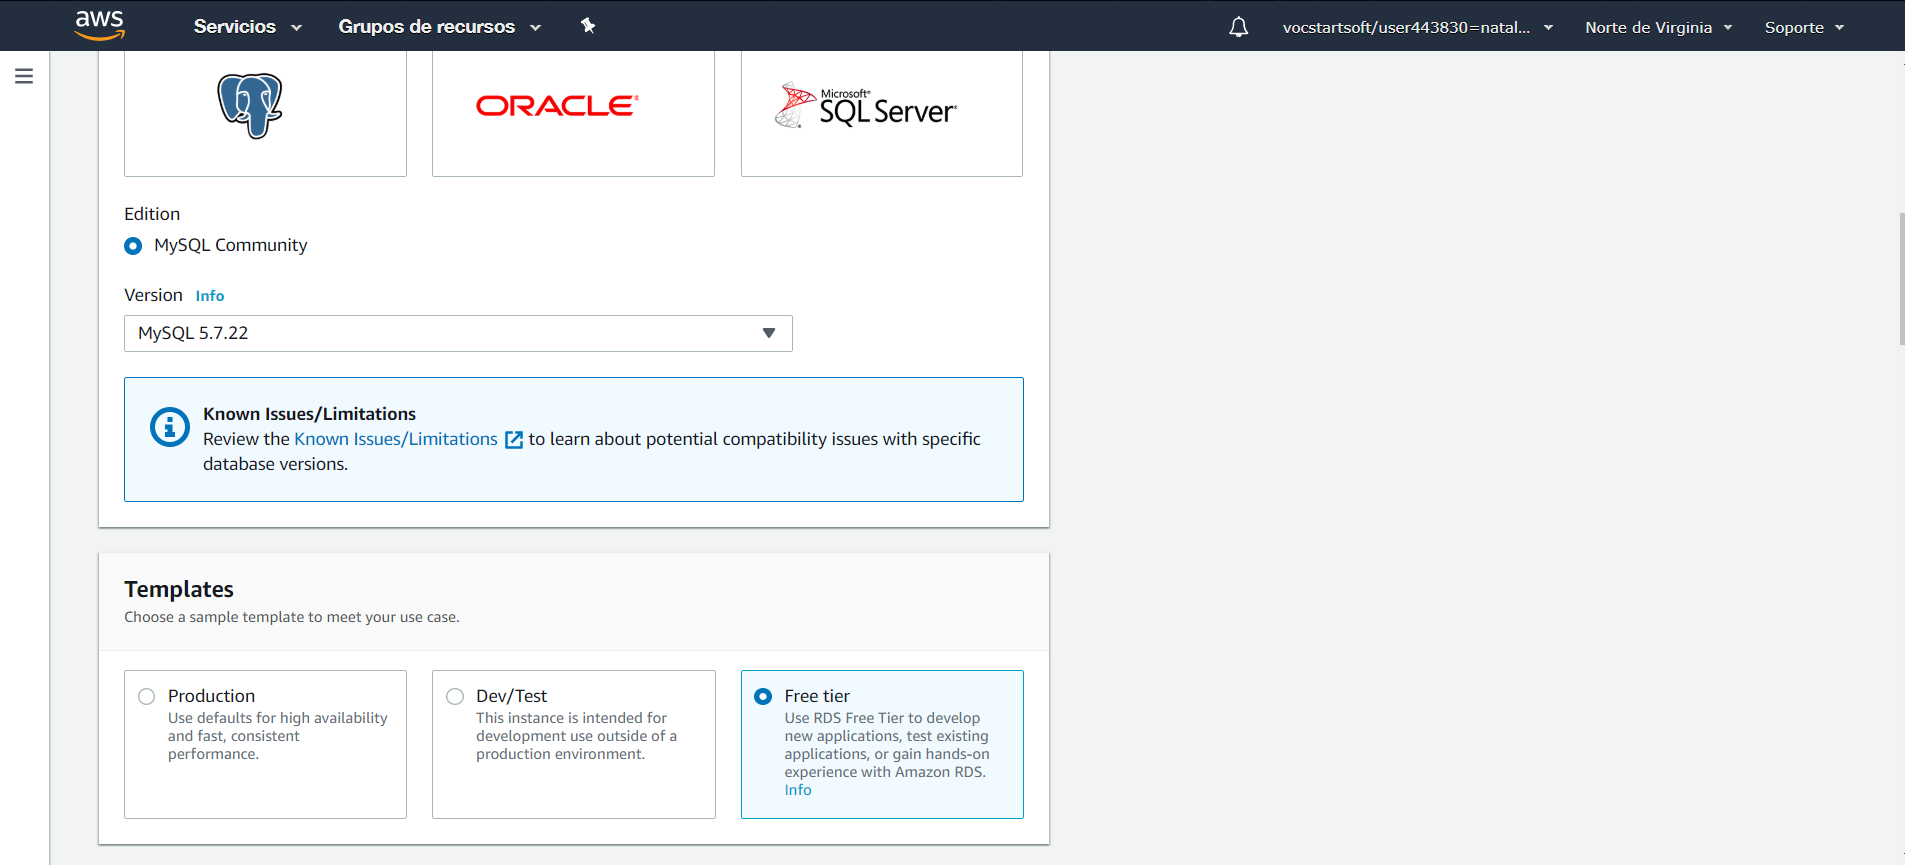 aws
Servicios
Grupos de recursos
vocstartsoft/user443830=natal...
Norte de Virginia
Soporte
ORACLE
Microsoft®
SQL Server
Edition
MySQL Community
Version Info
MySQL 5.7.22
Known Issues/Limitations
Review the Known Issues/Limitations to learn about potential compatibility issues with specific
database versions.
Templates
Choose a sample template to meet your use case.
Production
Use defaults for high availability
and fast, consistent
performance.
Dev/Test
This instance is intended for
development use outside of a
production environment.
Free tier
Use RDS Free Tier to develop
new applications, test existing
applications, or gain hands-on
experience with Amazon RDS.
Info